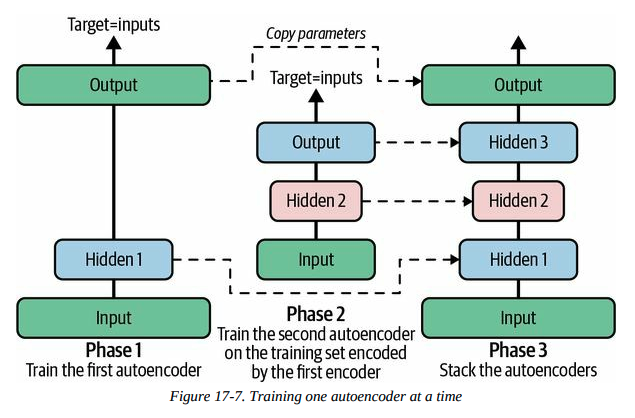 Target=inputs
Copy parameters
Output
Output
Target=inputs
Output
Hidden 3
Hidden 2
Hidden 2
Hidden 1
Input
Hidden 1
Input
Input
Phase 1
Train the first autoencoder
Phase 2
Train the second autoencoder
on the training set encoded
by the first encoder
Phase 3
Stack the autoencoders
Figure 17-7. Training one autoencoder at a time